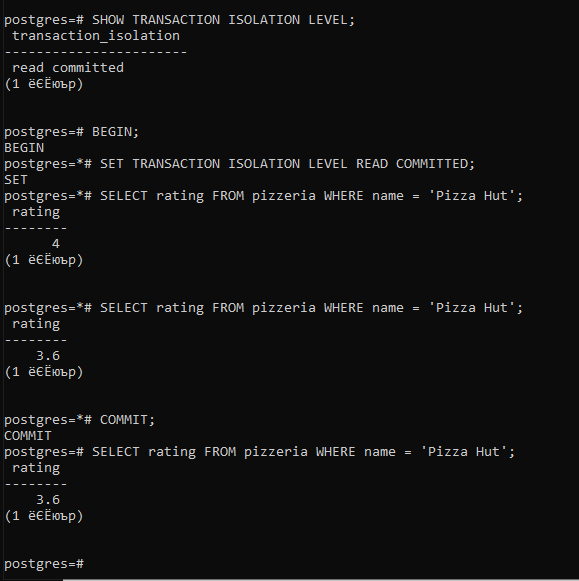 postgres=# SHOW TRANSACTION ISOLATION LEVEL;
transaction_isolation
-----------------------
read committed
(1 ёЄЁюър)
postgres=# BEGIN;
BEGIN
postgres=*# SET TRANSACTION ISOLATION LEVEL READ COMMITTED;
SET
postgres=*# SELECT rating FROM pizzeria WHERE name = 'Pizza Hut';
rating
--------
4
(1 ёЄЁюър)
postgres=*# SELECT rating FROM pizzeria WHERE name = 'Pizza Hut';
rating
--------
3.6
(1 ёЄЁюър)
postgres=*# COMMIT;
COMMIT
postgres=# SELECT rating FROM pizzeria WHERE name = 'Pizza Hut';
rating
--------
3.6
(1 ёЄЁюър)
postgres=#